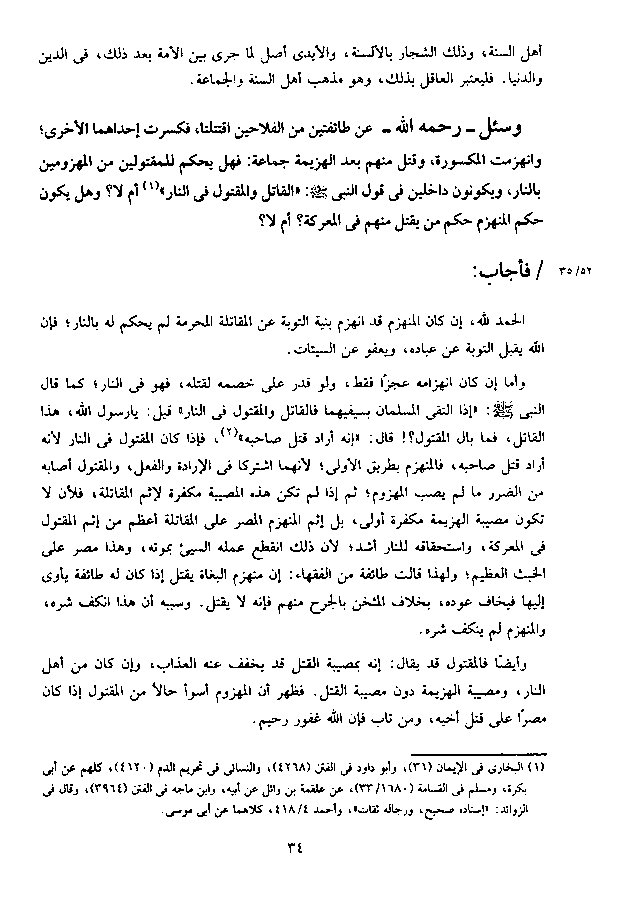 أهل السنة، وذلك الشجار بالألسنة، والأيدى أصل لما جرى بين الأمة بعد ذلك، فى الدين
والدنيا. فليعتبر العاقل بذلك، وهو مذهب أهل السنة والجماعة.
وسئل ـ رحمه الله ـ عن طائفتين من الفلاحين اقتتلتا، فكسرت إحداهما الأخرى؛
وانهزمت المكسورة، وقتل منهم بعد الهزيمة جماعة: فهل يحكم للمقتولين من المهزومين
بالنار، ويكونون داخلين فى قول النبى ﷺ: «القاتل والمقتول فى النار»(١) أم لا؟ وهل يكون
حكم المنهزم حكم من يقتل منهم فى المعركة؟ أم لا؟
٣٥/٥٢ / فأجاب:
الحمد لله، إن كان المنهزم قد انهزم بنية التوبة عن المقاتلة المحرمة لم يحكم له بالنار؛ فإن
الله يقبل التوبة عن عباده، ويعفو عن السيئات.
وأما إن كان انهزامه عجزًا فقط، ولو قدر على خصمه لقتله، فهو فى النار؛ كما قال
النبى ﷺ: «إذا التقى المسلمان بسيفيهما فالقاتل والمقتول فى النار» قيل: يارسول الله، هذا
القاتل، فما بال المقتول؟! قال: «إنه أراد قتل صاحبه»(٢)، فإذا كان المقتول فى النار لأنه
أراد قتل صاحبه، فالمنهزم بطريق الأولى؛ لأنهما اشتركا فى الإرادة والفعل، والمقتول أصابه
من الضرر ما لم يصب المهزوم؛ ثم إذا لم تكن هذه المصيبة مكفرة لإثم المقاتلة، فلأن لا
تكون مصيبة الهزيمة مكفرة أولى، بل إثم المنهزم المصر على المقاتلة أعظم من إثم المقتول
فى المعركة، واستحقاقه للنار أشد؛ لأن ذلك انقطع عمله السيئ بموته، وهذا مصر على
الخبث العظيم؛ ولهذا قالت طائفة من الفقهاء: إن منهزم البغاة يقتل إذا كان له طائفة يأوى
إليها فيخاف عوده، بخلاف المثخن بالجرح منهم فإنه لا يقتل. وسببه أن هذا انكف شره،
والمنهزم لم ينكف شره.
وأيضًا فالمقتول قد يقال: إنه بمصيبة القتل قد يخفف عنه العذاب، وإن كان من أهل
النار، ومصيبة الهزيمة دون مصيبة القتل. فظهر أن المهزوم أسوأ حالاً من المقتول إذا كان
مصرًا على قتل أخيه، ومن تاب فإن الله غفور رحيم.
(١) البخارى فى الإيمان (٣١)، وأبو داود فى الفتن (٤٢٦٨)، والنسائى فى تحريم الدم (٤١٢٠)، كلهم عن أبى
بكرة، ومسلم فى القسامة (٣٣/١٦٨٠)، عن علقمة بن وائل عن أبيه، وابن ماجه فى الفتن (٣٩٦٤)، وقال فى
الزوائد: «إسناده صحيح، ورجاله ثقات»، وأحمد ٤١٨/٤، كلاهما عن أبى موسى.
٣٤